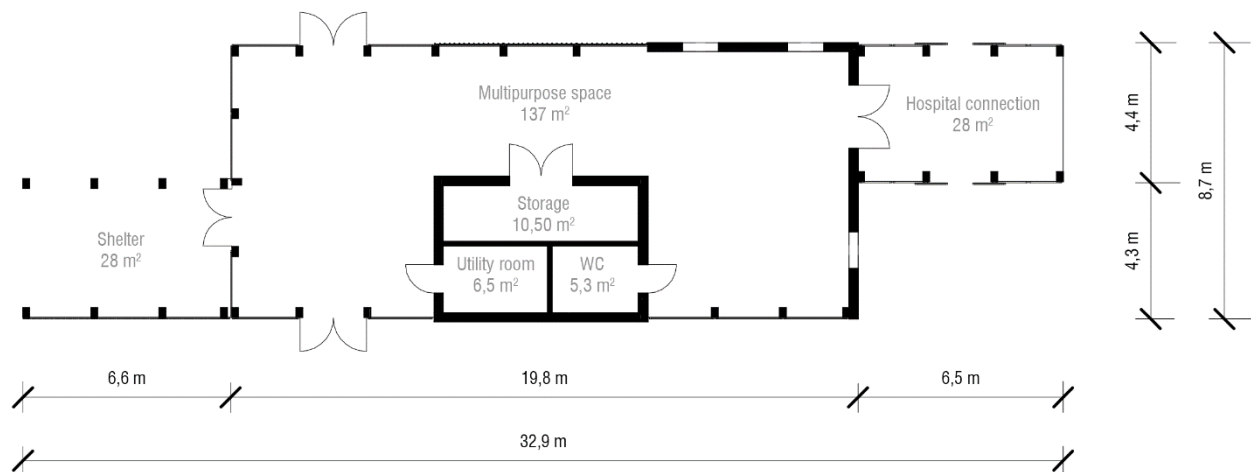 Multipurpose space
137 m²
Hospital connection
28 m²
Storage
10,50 m²
Shelter
28 m²
Utility room
6,5 m²
WC
5,3 m²
4,4 m
8,7 m
4,3 m
6,6 m
19,8 m
6,5 m
32,9 m